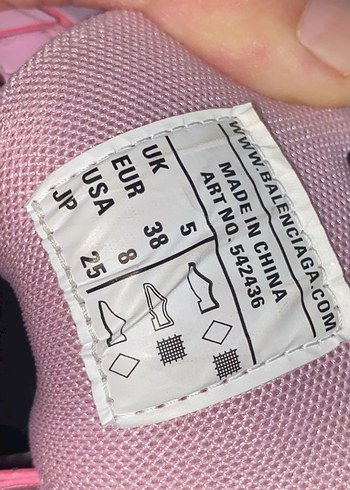 WWW.BALENCIAGA.COM
MADE IN CHINA
ART NO. 542436
UK 5
EUR 38
USA 8
JP 25